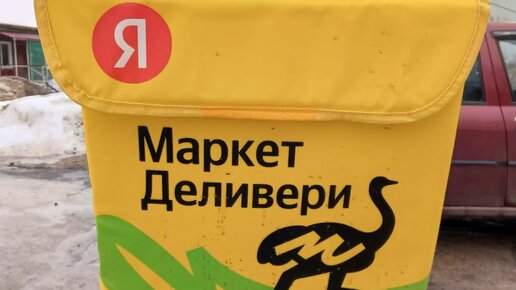 Я
Маркет
Деливери